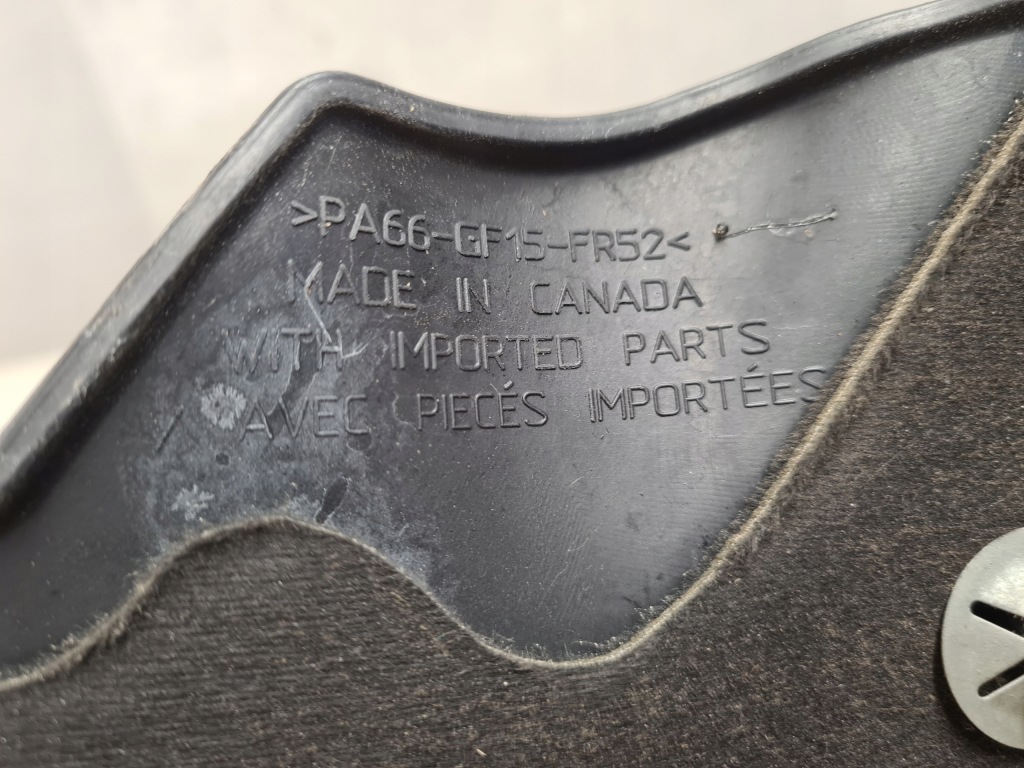 >PA66-GF15-FR52<
MADE IN CANADA
WITH IMPORTED PARTS
/ AVEC PIECÉS IMPORTÉES